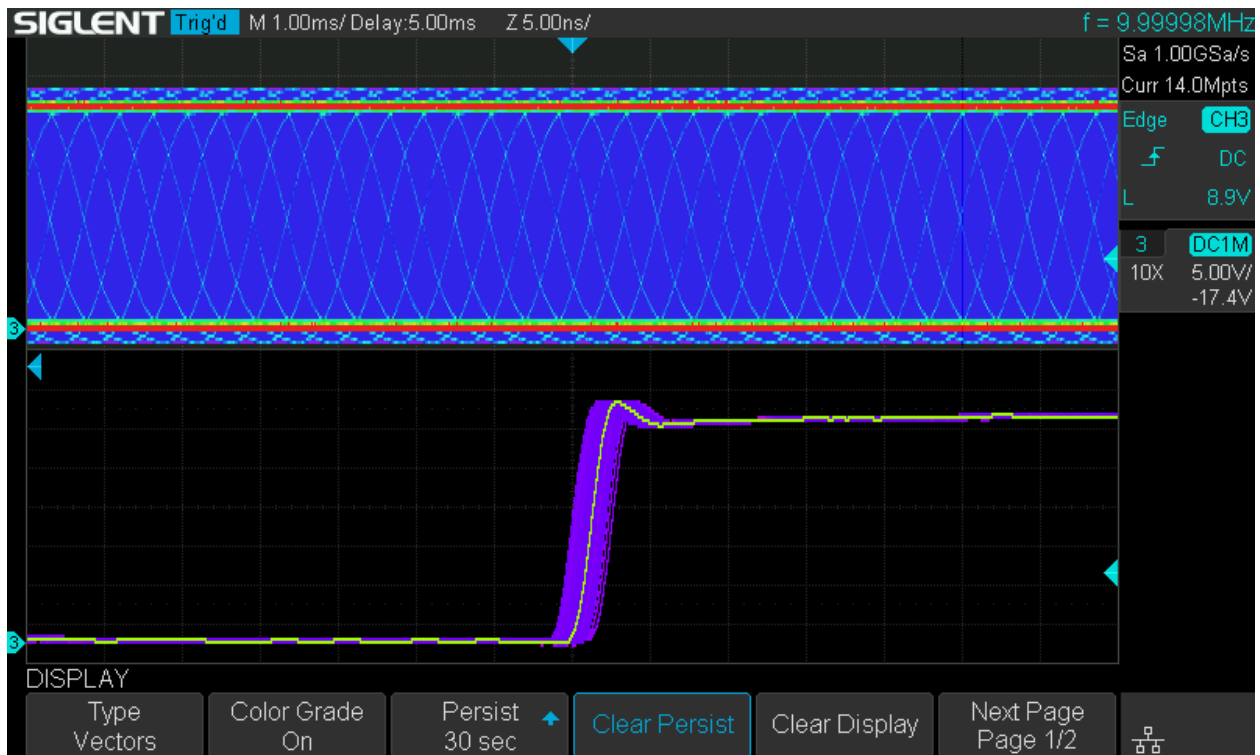 SIGLENT Trig'd M 1.00ms/ Delay:5.00ms Z 5.00ns/ f = 9.99998MHz
Sa 1.00GSa/s
Curr 14.0Mpts
Edge CH3
DC
L 8.9V
3 DC1M
10X 5.00V/
-17.4V
3
3
DISPLAY
Type
Vectors
Color Grade
On
Persist
30 sec
Clear Persist
Clear Display
Next Page
Page 1/2